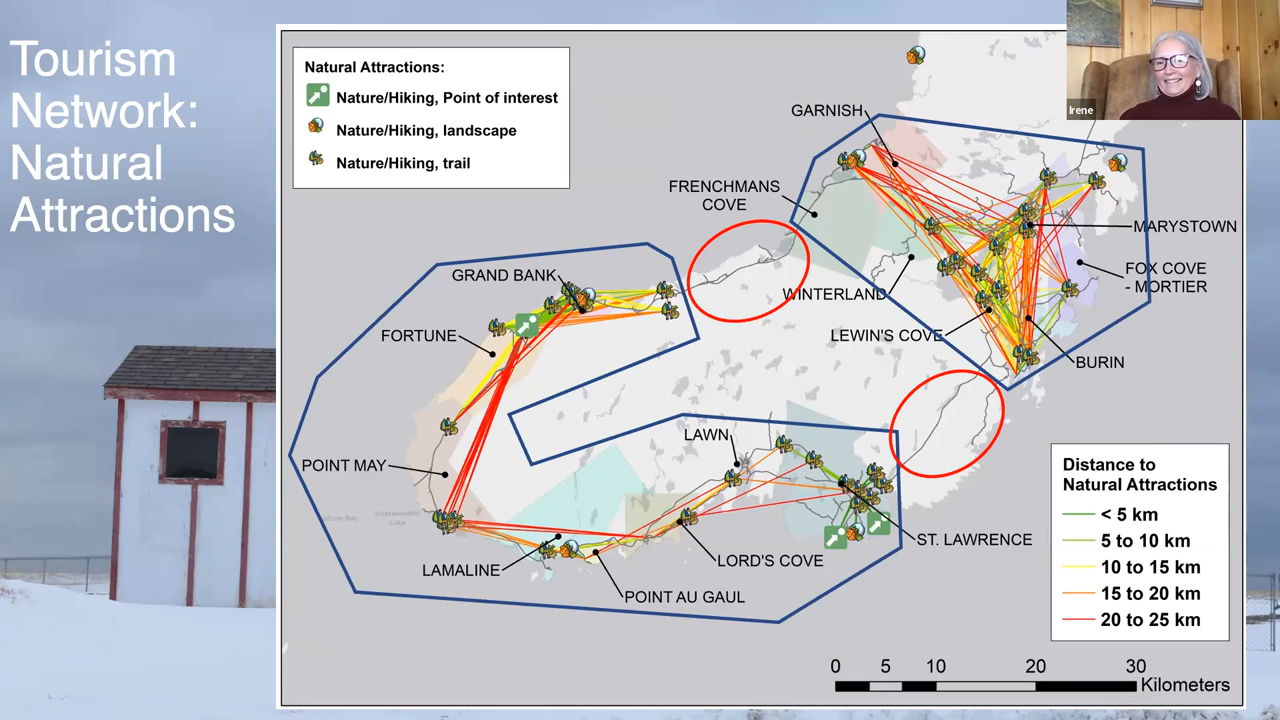 Tourism
Network:
Natural
Attractions
Natural Attractions:
Nature/Hiking, Point of interest
Nature/Hiking, landscape
Nature/Hiking, trail
Irene
GARNISH
FRENCHMANS
COVE
MARYSTOWN
GRAND BANK
FOX COVE
- MORTIER
WINTERLAND
FORTUNE
LEWIN'S COVE
BURIN
LAWN
POINT MAY
ST. LAWRENCE
LORD'S COVE
LAMALINE
POINT AU GAUL
Distance to
Natural Attractions
< 5 km
5 to 10 km
10 to 15 km
15 to 20 km
20 to 25 km
0 5 10 20 30
Kilometers